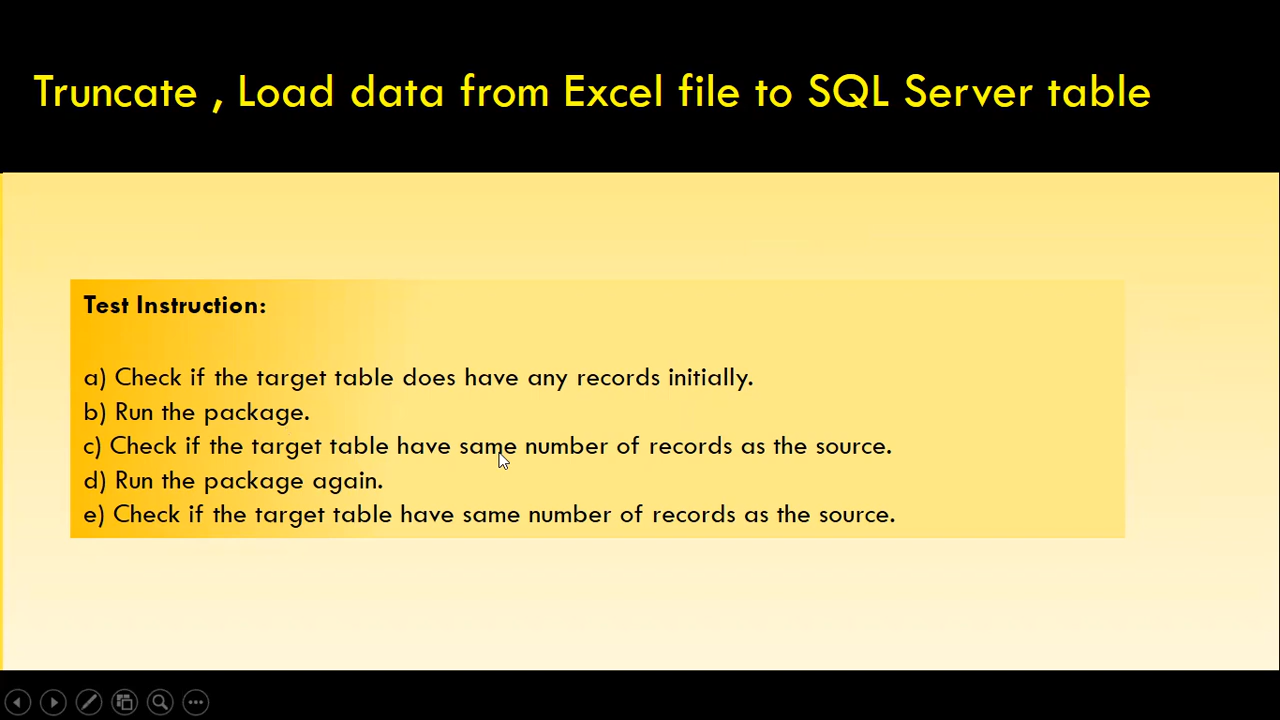 Truncate , Load data from Excel file to SQL Server table
Test Instruction:
a) Check if the target table does have any records initially.
b) Run the package.
c) Check if the target table have same number of records as the source.
d) Run the package again.
e) Check if the target table have same number of records as the source.